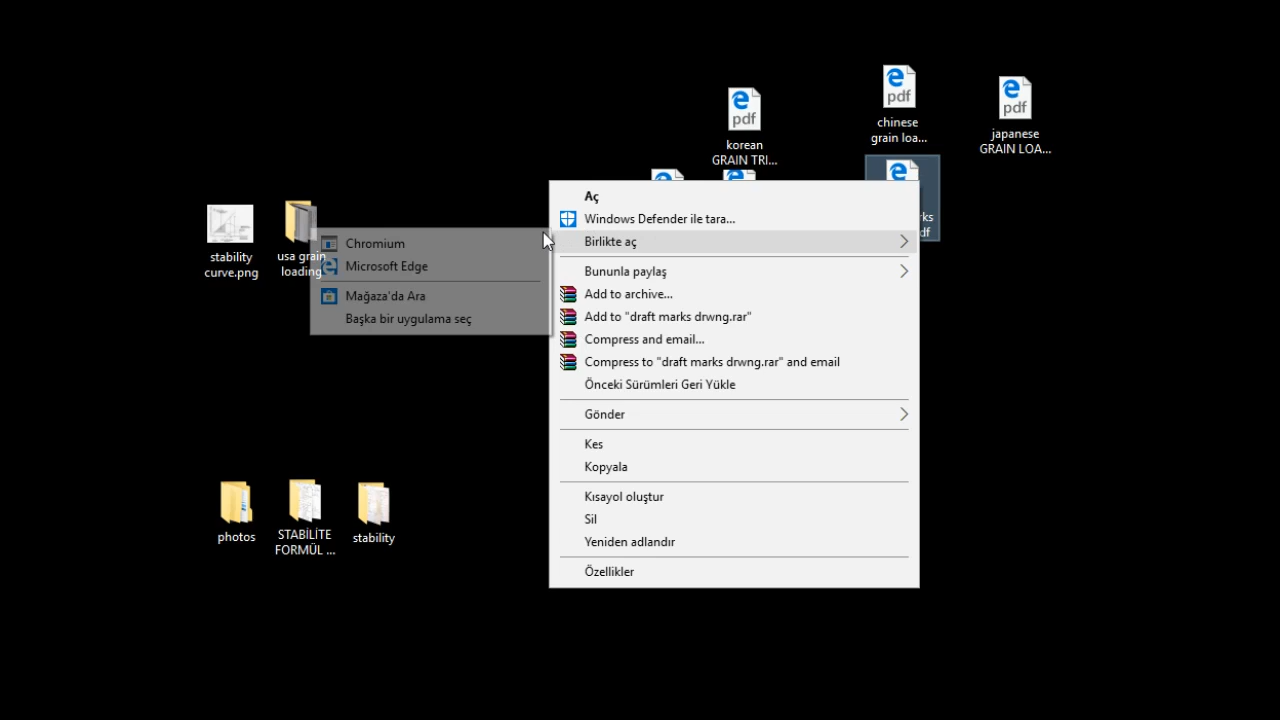 pdf
chinese
grain loa...
pdf
japanese
GRAIN LOA...
pdf
korean
GRAIN TRI...
stability
curve.png
usa grain
loading
Chromium
Microsoft Edge
Mağaza'da Ara
Başka bir uygulama seç
Aç
Windows Defender ile tara...
Birlikte aç
Bununla paylaş
Add to archive...
Add to "draft marks drwng.rar"
Compress and email...
Compress to "draft marks drwng.rar" and email
Önceki Sürümleri Geri Yükle
Gönder
Kes
Kopyala
Kısayol oluştur
Sil
Yeniden adlandır
Özellikler
photos
STABİLİTE
FORMÜL ...
stability